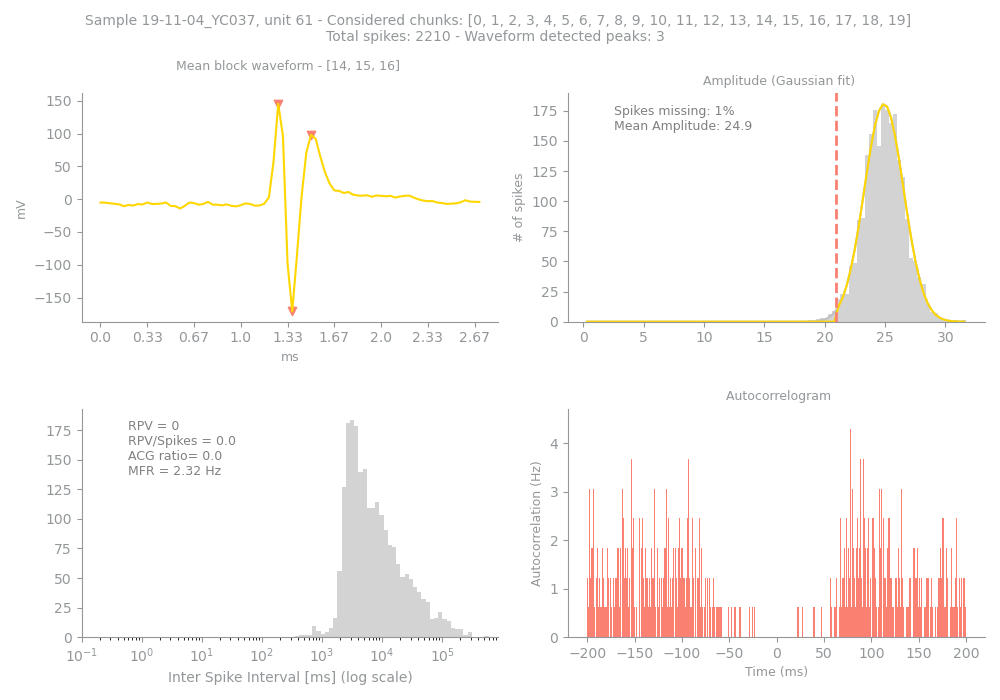 Sample 19-11-04_YC037, unit 61 - Considered chunks: [0, 1, 2, 3, 4, 5, 6, 7, 8, 9, 10, 11, 12, 13, 14, 15, 16, 17, 18, 19]
Total spikes: 2210 - Waveform detected peaks: 3
Mean block waveform - [14, 15, 16]
150
100
50
0
−50
−100
−150
mV
0.0 0.33 0.67 1.0 1.33 1.67 2.0 2.33 2.67
ms
Amplitude (Gaussian fit)
Spikes missing: 1%
Mean Amplitude: 24.9
175
150
125
100
75
50
25
0
# of spikes
0 5 10 15 20 25 30
RPV = 0
RPV/Spikes = 0.0
ACG ratio= 0.0
MFR = 2.32 Hz
175
150
125
100
75
50
25
0
10⁻¹ 10⁰ 10¹ 10² 10³ 10⁴ 10⁵
Inter Spike Interval [ms] (log scale)
Autocorrelogram
4
3
2
1
0
Autocorrelation (Hz)
−200 −150 −100 −50 0 50 100 150 200
Time (ms)